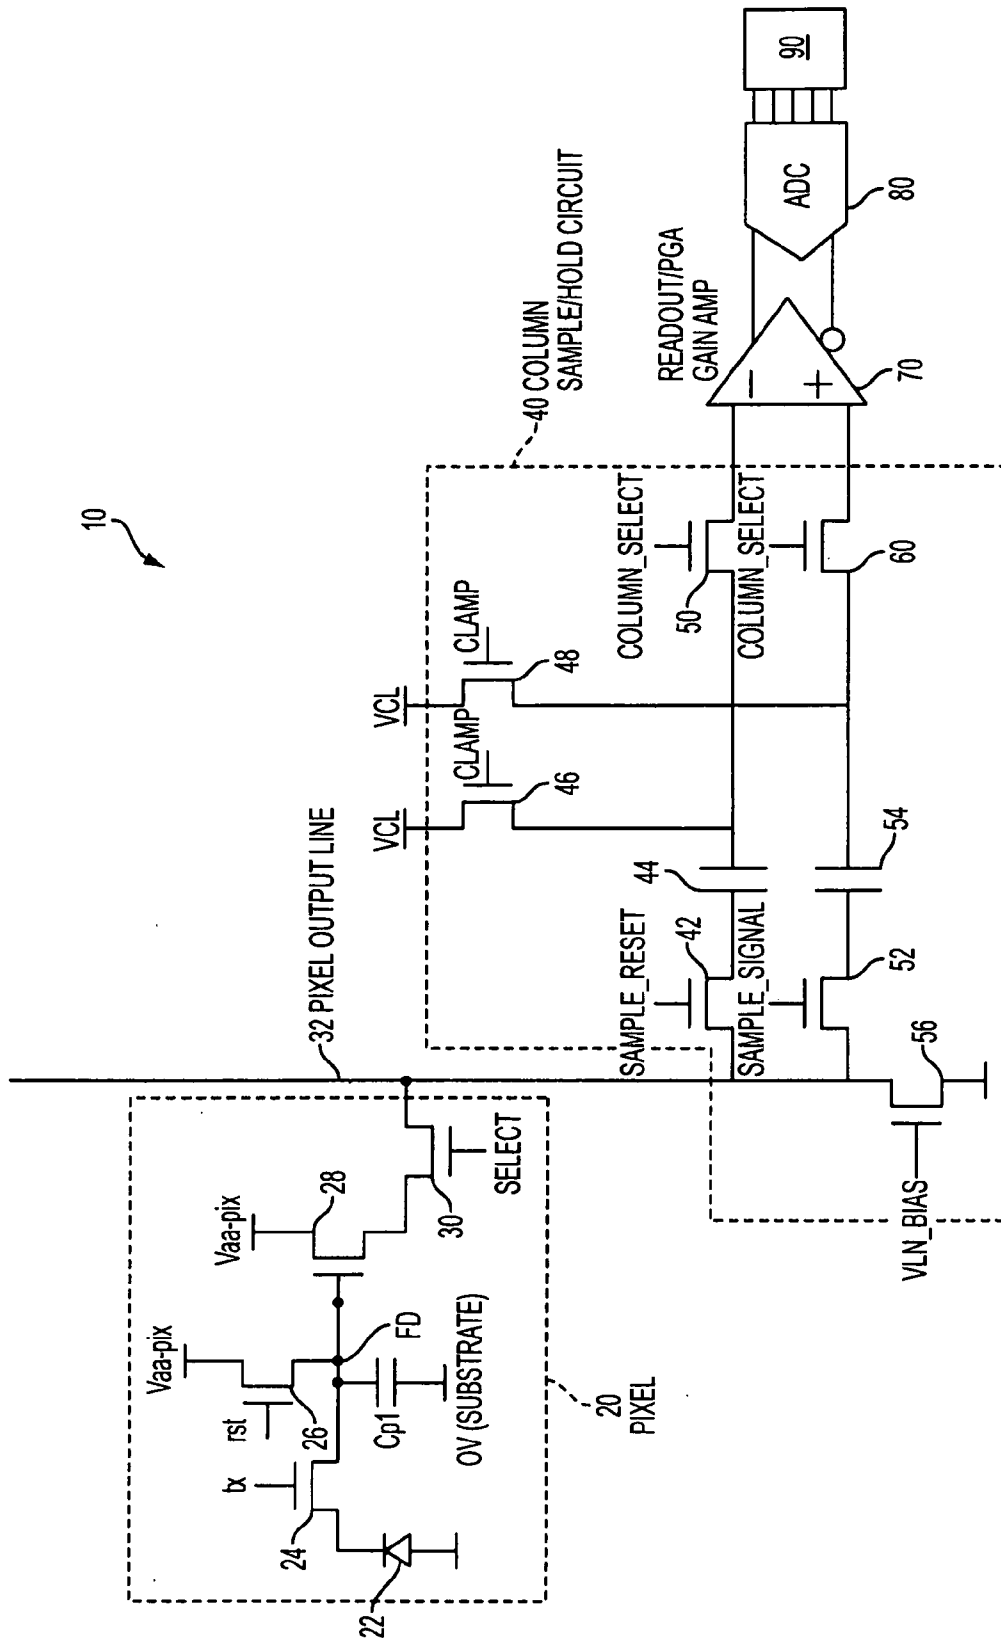 10
32 PIXEL OUTPUT LINE
40 COLUMN
SAMPLE/HOLD CIRCUIT
Vaa-pix
Vaa-pix
rst
tx
26
28
24
22
FD
Cp1
OV (SUBSTRATE)
30
SELECT
20
PIXEL
VCL
VCL
CLAMP
CLAMP
46
48
SAMPLE_RESET
42
44
SAMPLE_SIGNAL
52
54
COLUMN_SELECT
50
COLUMN_SELECT
60
VLN_BIAS
56
READOUT/PGA
GAIN AMP
−
+
70
ADC
80
90